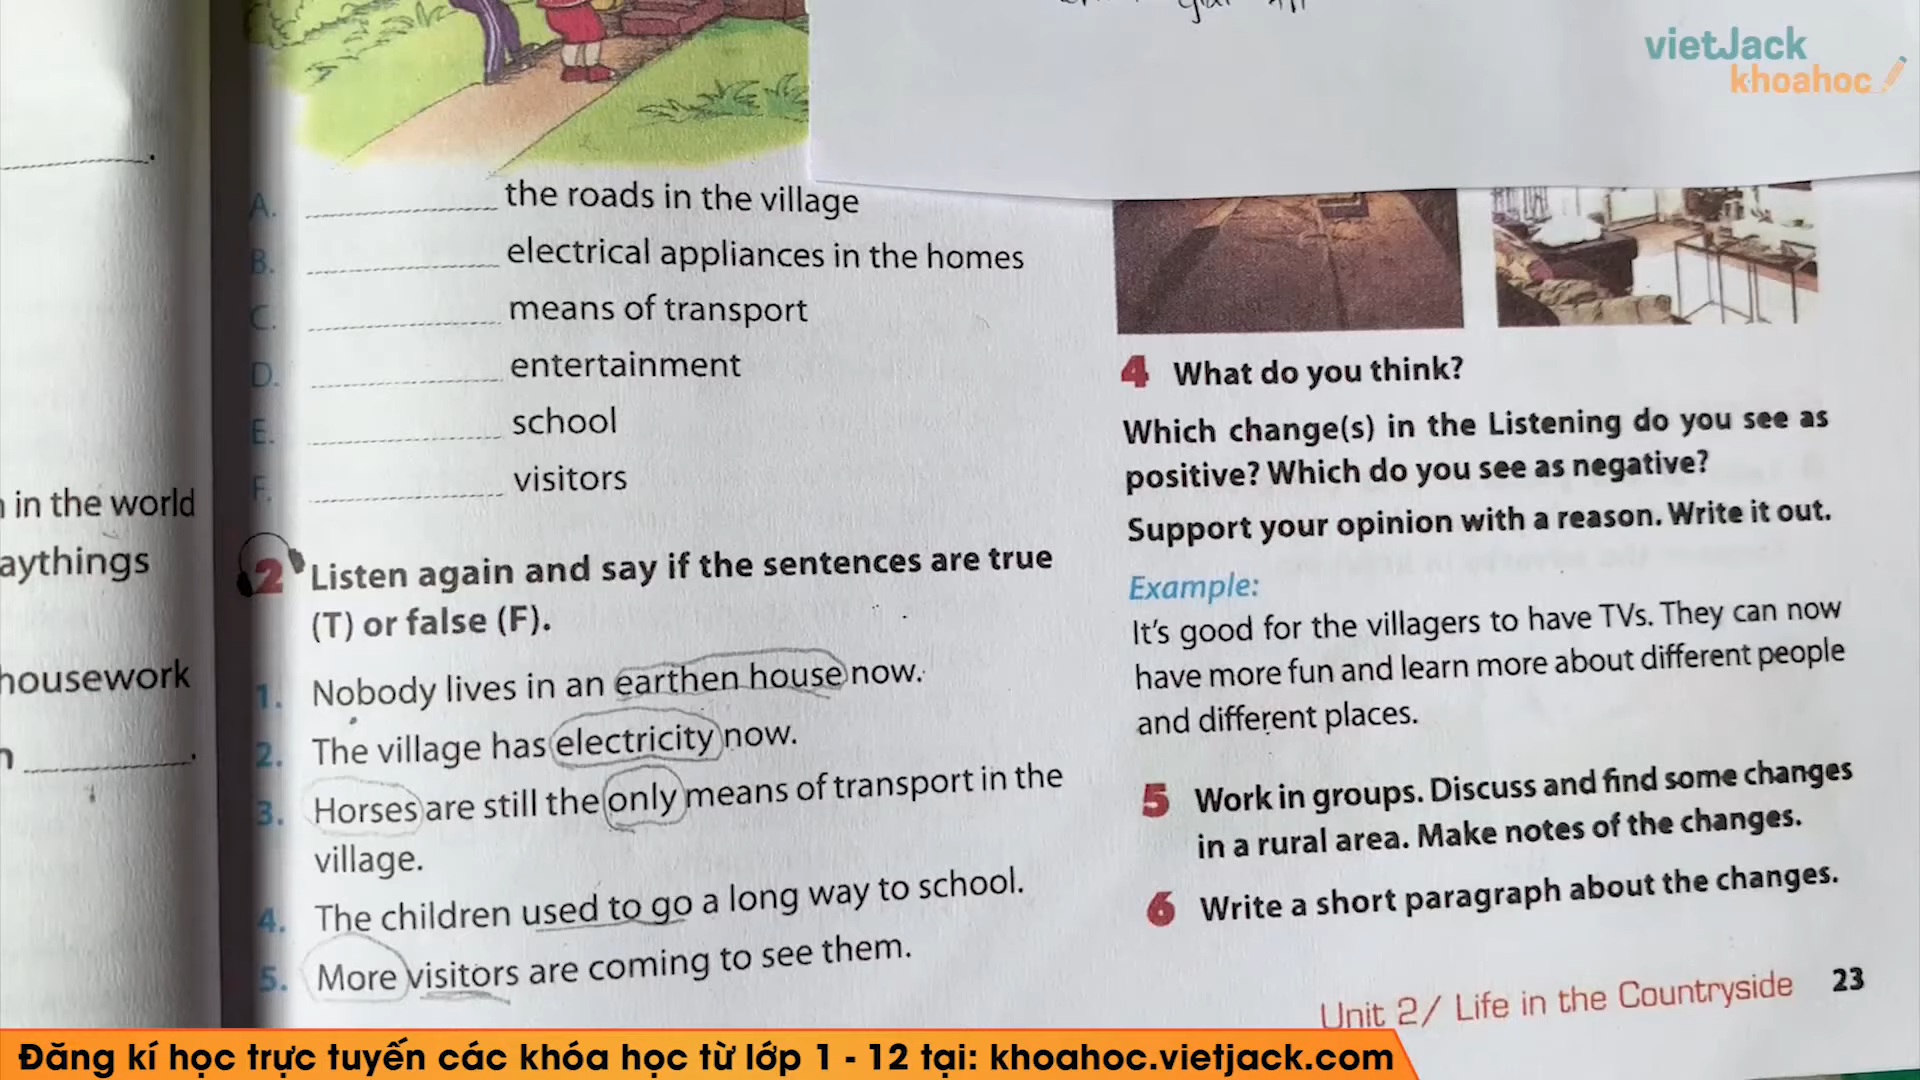 vietJack
khoahoc
A. the roads in the village
B. electrical appliances in the homes
C. means of transport
D. entertainment
E. school
F. visitors
2 Listen again and say if the sentences are true
(T) or false (F).
1. Nobody lives in an earthen house now.
2. The village has electricity now.
3. Horses are still the only means of transport in the
village.
4. The children used to go a long way to school.
5. More visitors are coming to see them.
in the world
aythings
housework
4 What do you think?
Which change(s) in the Listening do you see as
positive? Which do you see as negative?
Support your opinion with a reason. Write it out.
Example:
It's good for the villagers to have TVs. They can now
have more fun and learn more about different people
and different places.
5 Work in groups. Discuss and find some changes
in a rural area. Make notes of the changes.
6 Write a short paragraph about the changes.
Unit 2/ Life in the Countryside 23
Đăng kí học trực tuyến các khóa học từ lớp 1 - 12 tại: khoahoc.vietjack.com